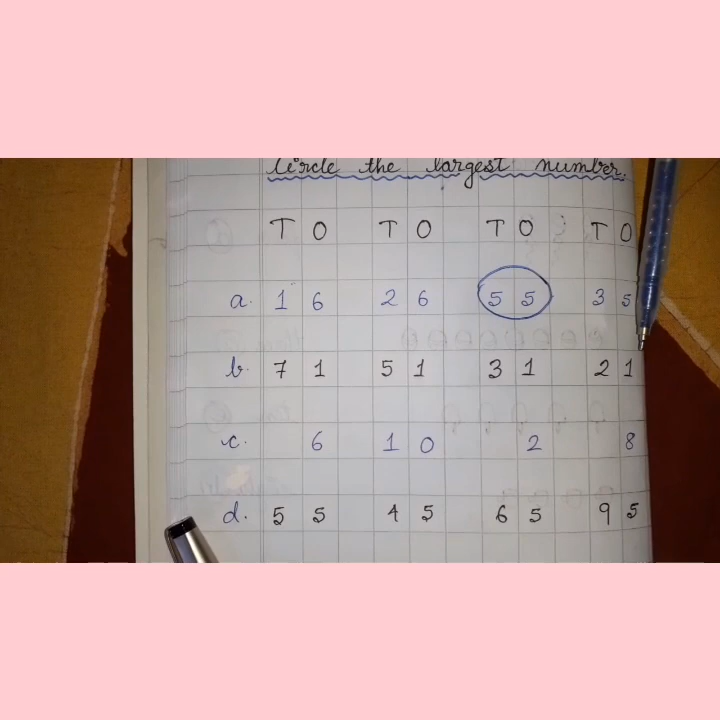 Circle the largest number.
T O T O T O T O
a. 1 6 2 6 5 5 3 5
b. 7 1 5 1 3 1 2 1
c. 6 1 0 2 8
d. 5 5 4 5 6 5 9 5